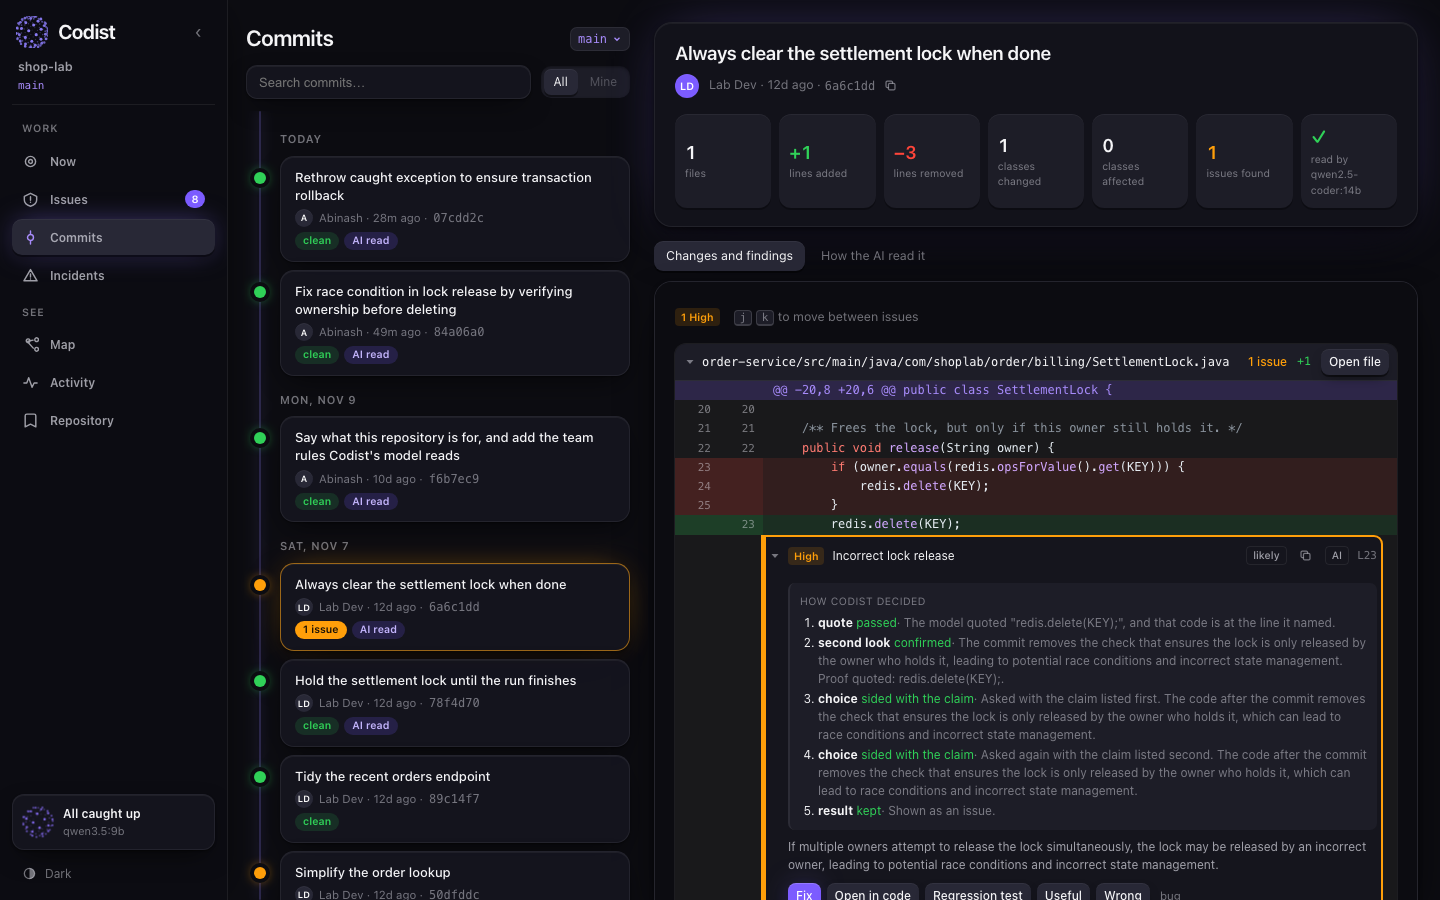 Codist
shop-lab
main
WORK
Now
Issues 8
Commits
Incidents
SEE
Map
Activity
Repository
All caught up
qwen3.5:9b
Dark
Commits
main
Search commits...
All
Mine
TODAY
Rethrow caught exception to ensure transaction
rollback
A Abinash · 28m ago · 07cdd2c
clean AI read
Fix race condition in lock release by verifying
ownership before deleting
A Abinash · 49m ago · 84a06a0
clean AI read
MON, NOV 9
Say what this repository is for, and add the team
rules Codist's model reads
A Abinash · 10d ago · f6b7ec9
clean AI read
SAT, NOV 7
Always clear the settlement lock when done
LD Lab Dev · 12d ago · 6a6c1dd
1 issue AI read
Hold the settlement lock until the run finishes
LD Lab Dev · 12d ago · 78f4d70
clean AI read
Tidy the recent orders endpoint
LD Lab Dev · 12d ago · 89c14f7
clean
Simplify the order lookup
LD Lab Dev · 12d ago · 50dfddc
Always clear the settlement lock when done
LD Lab Dev · 12d ago · 6a6c1dd
1
files
+1
lines added
−3
lines removed
1
classes
changed
0
classes
affected
1
issues found
✓
read by
qwen2.5-
coder:14b
Changes and findings
How the AI read it
1 High j k to move between issues
order-service/src/main/java/com/shoplab/order/billing/SettlementLock.java 1 issue +1 Open file
@@ −20,8 +20,6 @@ public class SettlementLock {
20 20
21 21 /** Frees the lock, but only if this owner still holds it. */
22 22 public void release(String owner) {
23 if (owner.equals(redis.opsForValue().get(KEY))) {
24 redis.delete(KEY);
25 }
23 redis.delete(KEY);
High Incorrect lock release likely AI L23
HOW CODIST DECIDED
1. quote passed· The model quoted "redis.delete(KEY);", and that code is at the line it named.
2. second look confirmed· The commit removes the check that ensures the lock is only released by
the owner who holds it, leading to potential race conditions and incorrect state management.
Proof quoted: redis.delete(KEY);.
3. choice sided with the claim· Asked with the claim listed first. The code after the commit removes
the check that ensures the lock is only released by the owner who holds it, which can lead to
race conditions and incorrect state management.
4. choice sided with the claim· Asked again with the claim listed second. The code after the commit
removes the check that ensures the lock is only released by the owner who holds it, which can
lead to race conditions and incorrect state management.
5. result kept· Shown as an issue.
If multiple owners attempt to release the lock simultaneously, the lock may be released by an incorrect
owner, leading to potential race conditions and incorrect state management.
Fix Open in code Regression test Useful Wrong bug